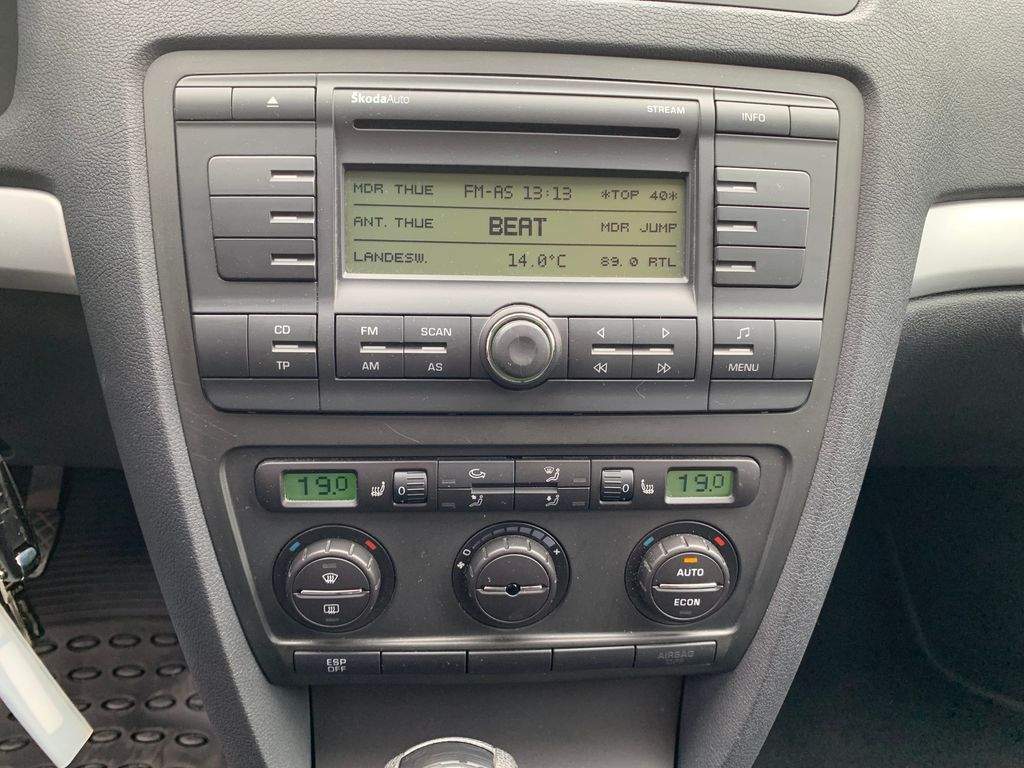 ŠkodaAuto
STREAM
INFO
MDR THUE FM-AS 13:13 *TOP 40*
ANT. THUE BEAT MDR JUMP
LANDESW. 14.0°C 89.0 RTL
CD FM SCAN
TP AM AS MENU
19.0 0 0 19.0
AUTO
ECON
ESP
OFF
AIRBAG